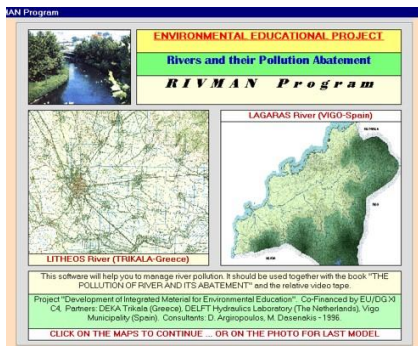 MAN Program
ENVIRONMENTAL EDUCATIONAL PROJECT
Rivers and their Pollution Abatement
RIVMAN Program
LAGARAS River (VIGO-Spain)
LITHEOS River (TRIKALA-Greece)
This software will help you to manage river pollution. It should be used together with the book "THE
POLLUTION OF RIVER AND ITS ABATEMENT" and the relative video tape.
Project "Development of Integrated Material for Environmental Education". Co-Financed by EU/DG XI
C4. Partners: DEKA Trikala (Greece), DELFT Hydraulics Laboratory (The Netherlands), Vigo
Municipality (Spain). Consultants: D. Argiropoulos, M. Dasenakis - 1996.
CLICK ON THE MAPS TO CONTINUE ... OR ON THE PHOTO FOR LAST MODEL